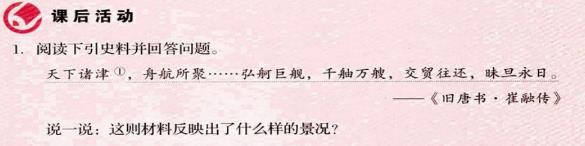 课后活动
1. 阅读下引史料并回答问题。
天下诸津①，舟航所聚……弘舸巨舰，千舳万艘，交贸往还，昧旦永日。
——《旧唐书·崔融传》
说一说：这则材料反映出了什么样的景况？